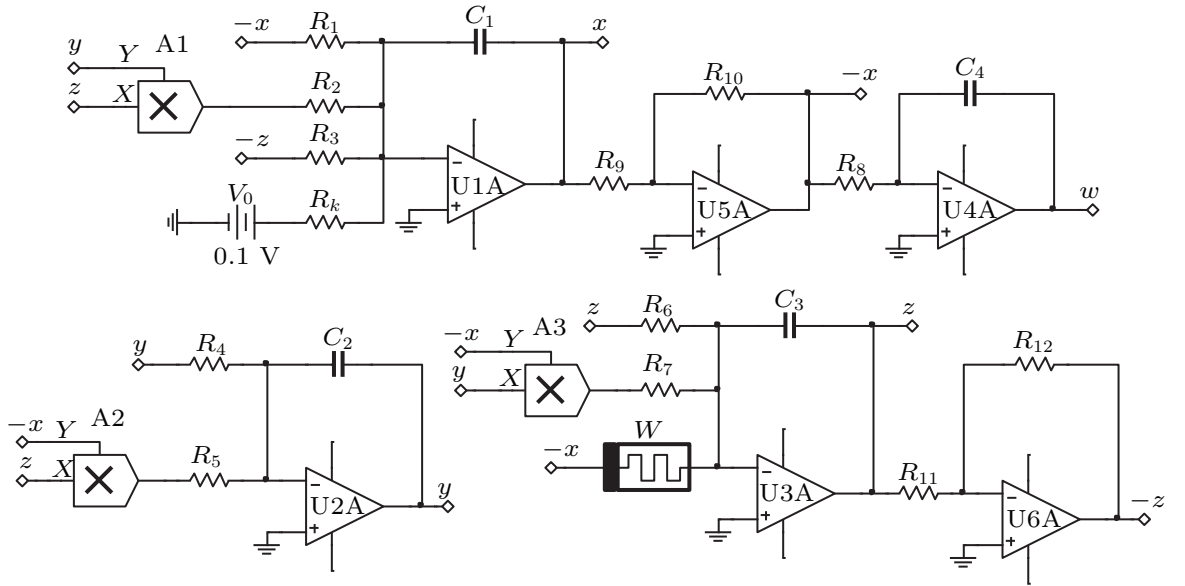 −x R1 C1 x
y Y A1
z X R2
−z R3
V0 Rk
0.1 V
− U1A +
R9 R10 −x
− U5A +
R8 C4
− U4A + w
y R4 C2
−x Y A2
z X R5
− U2A + y
z R6 C3 z
−x Y A3
y X R7
−x W
− U3A +
R11 R12
− U6A + −z